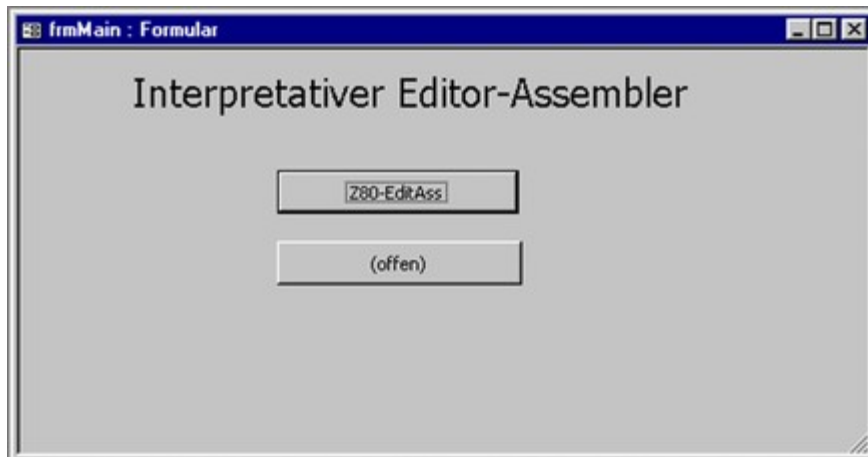 frmMain : Formular
Interpretativer Editor-Assembler
Z80-EditAss
(offen)